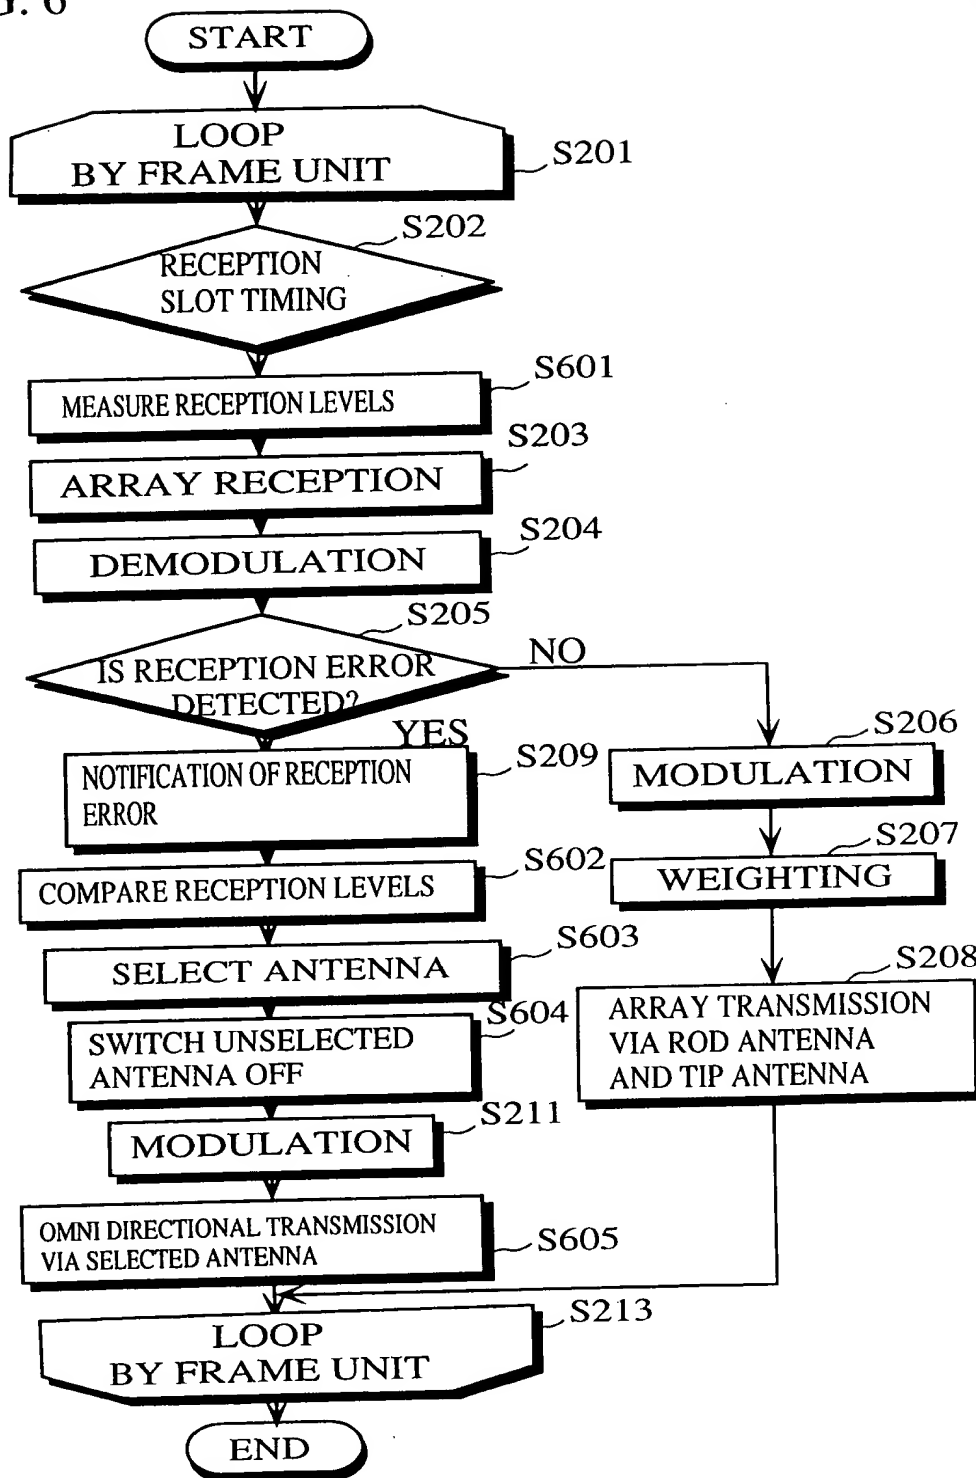 G. 6
START
LOOP
BY FRAME UNIT
S201
S202
RECEPTION
SLOT TIMING
S601
MEASURE RECEPTION LEVELS
S203
ARRAY RECEPTION
S204
DEMODULATION
S205
IS RECEPTION ERROR
DETECTED?
NO
YES
S206
MODULATION
S209
NOTIFICATION OF RECEPTION
ERROR
S207
WEIGHTING
S602
COMPARE RECEPTION LEVELS
S603
SELECT ANTENNA
S208
ARRAY TRANSMISSION
VIA ROD ANTENNA
AND TIP ANTENNA
S604
SWITCH UNSELECTED
ANTENNA OFF
S211
MODULATION
OMNI DIRECTIONAL TRANSMISSION
VIA SELECTED ANTENNA
S605
S213
LOOP
BY FRAME UNIT
END